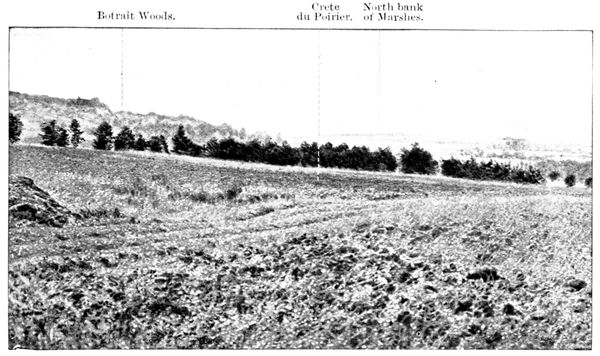 Botrait Woods.
Crete
du Poirier.
North bank
of Marshes.